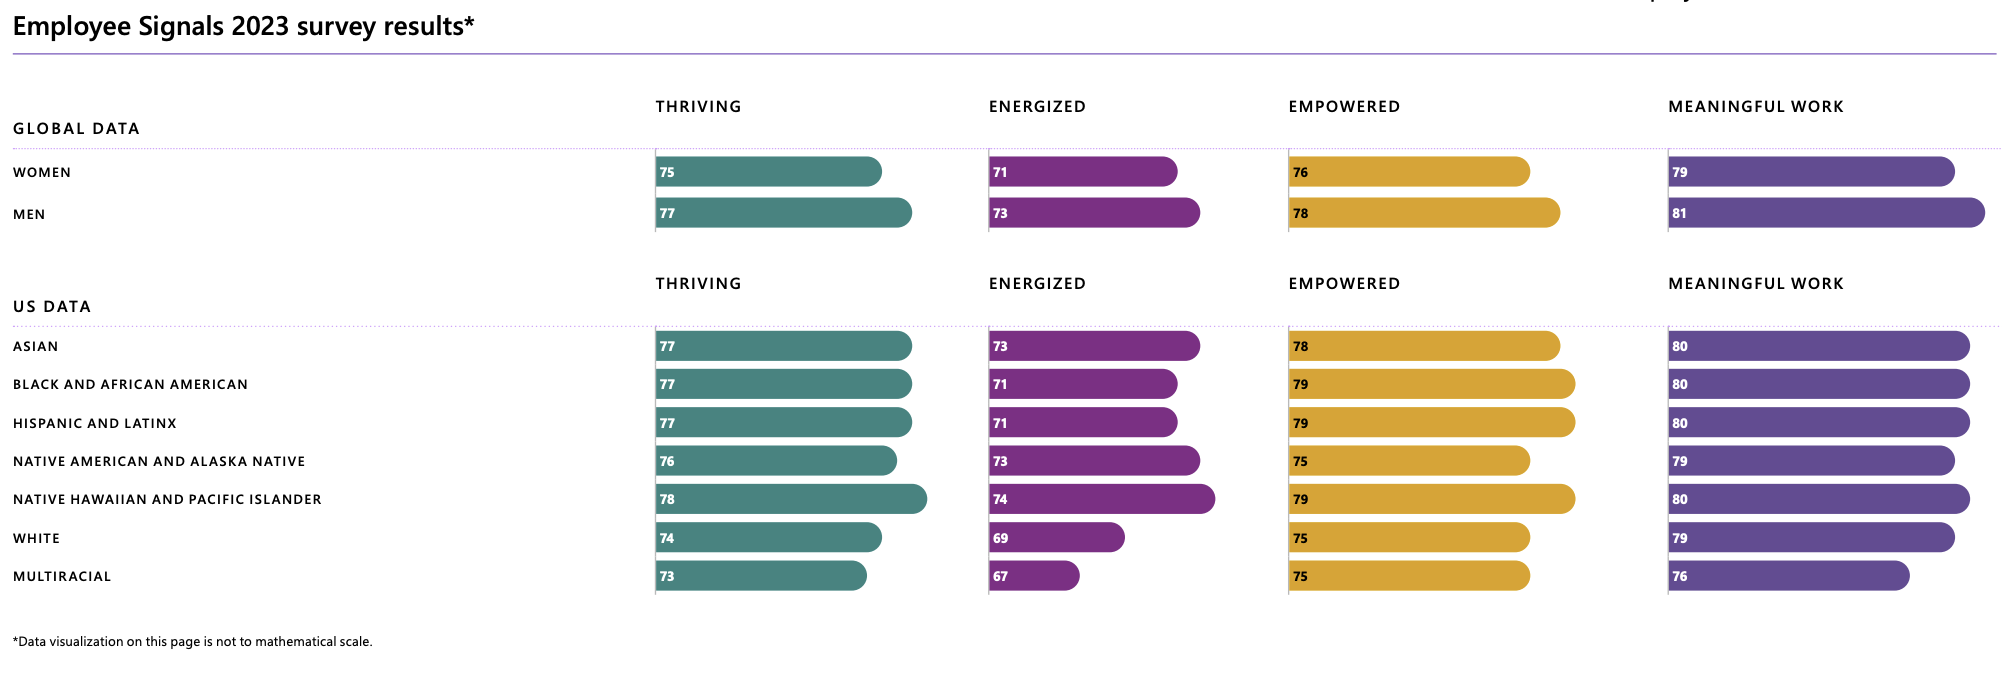 Employee Signals 2023 survey results*
THRIVING ENERGIZED EMPOWERED MEANINGFUL WORK
GLOBAL DATA
WOMEN 75 71 76 79
MEN 77 73 78 81
THRIVING ENERGIZED EMPOWERED MEANINGFUL WORK
US DATA
ASIAN 77 73 78 80
BLACK AND AFRICAN AMERICAN 77 71 79 80
HISPANIC AND LATINX 77 71 79 80
NATIVE AMERICAN AND ALASKA NATIVE 76 73 75 79
NATIVE HAWAIIAN AND PACIFIC ISLANDER 78 74 79 80
WHITE 74 69 75 79
MULTIRACIAL 73 67 75 76
*Data visualization on this page is not to mathematical scale.